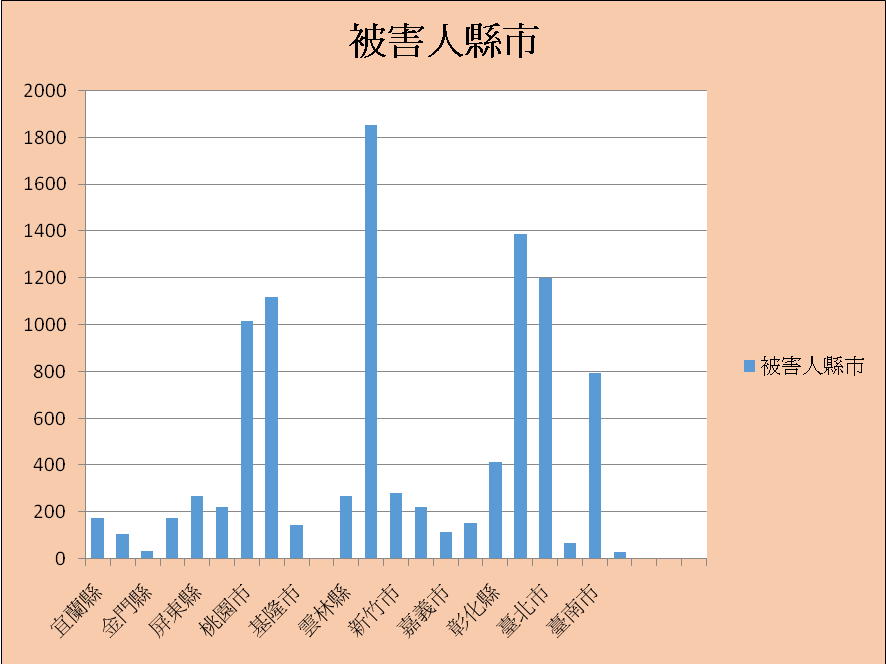 被害人縣市
2000
1800
1600
1400
1200
1000
800
600
400
200
0
宜蘭縣
金門縣
屏東縣
桃園市
基隆市
雲林縣
新竹市
嘉義市
彰化縣
臺北市
臺南市
被害人縣市